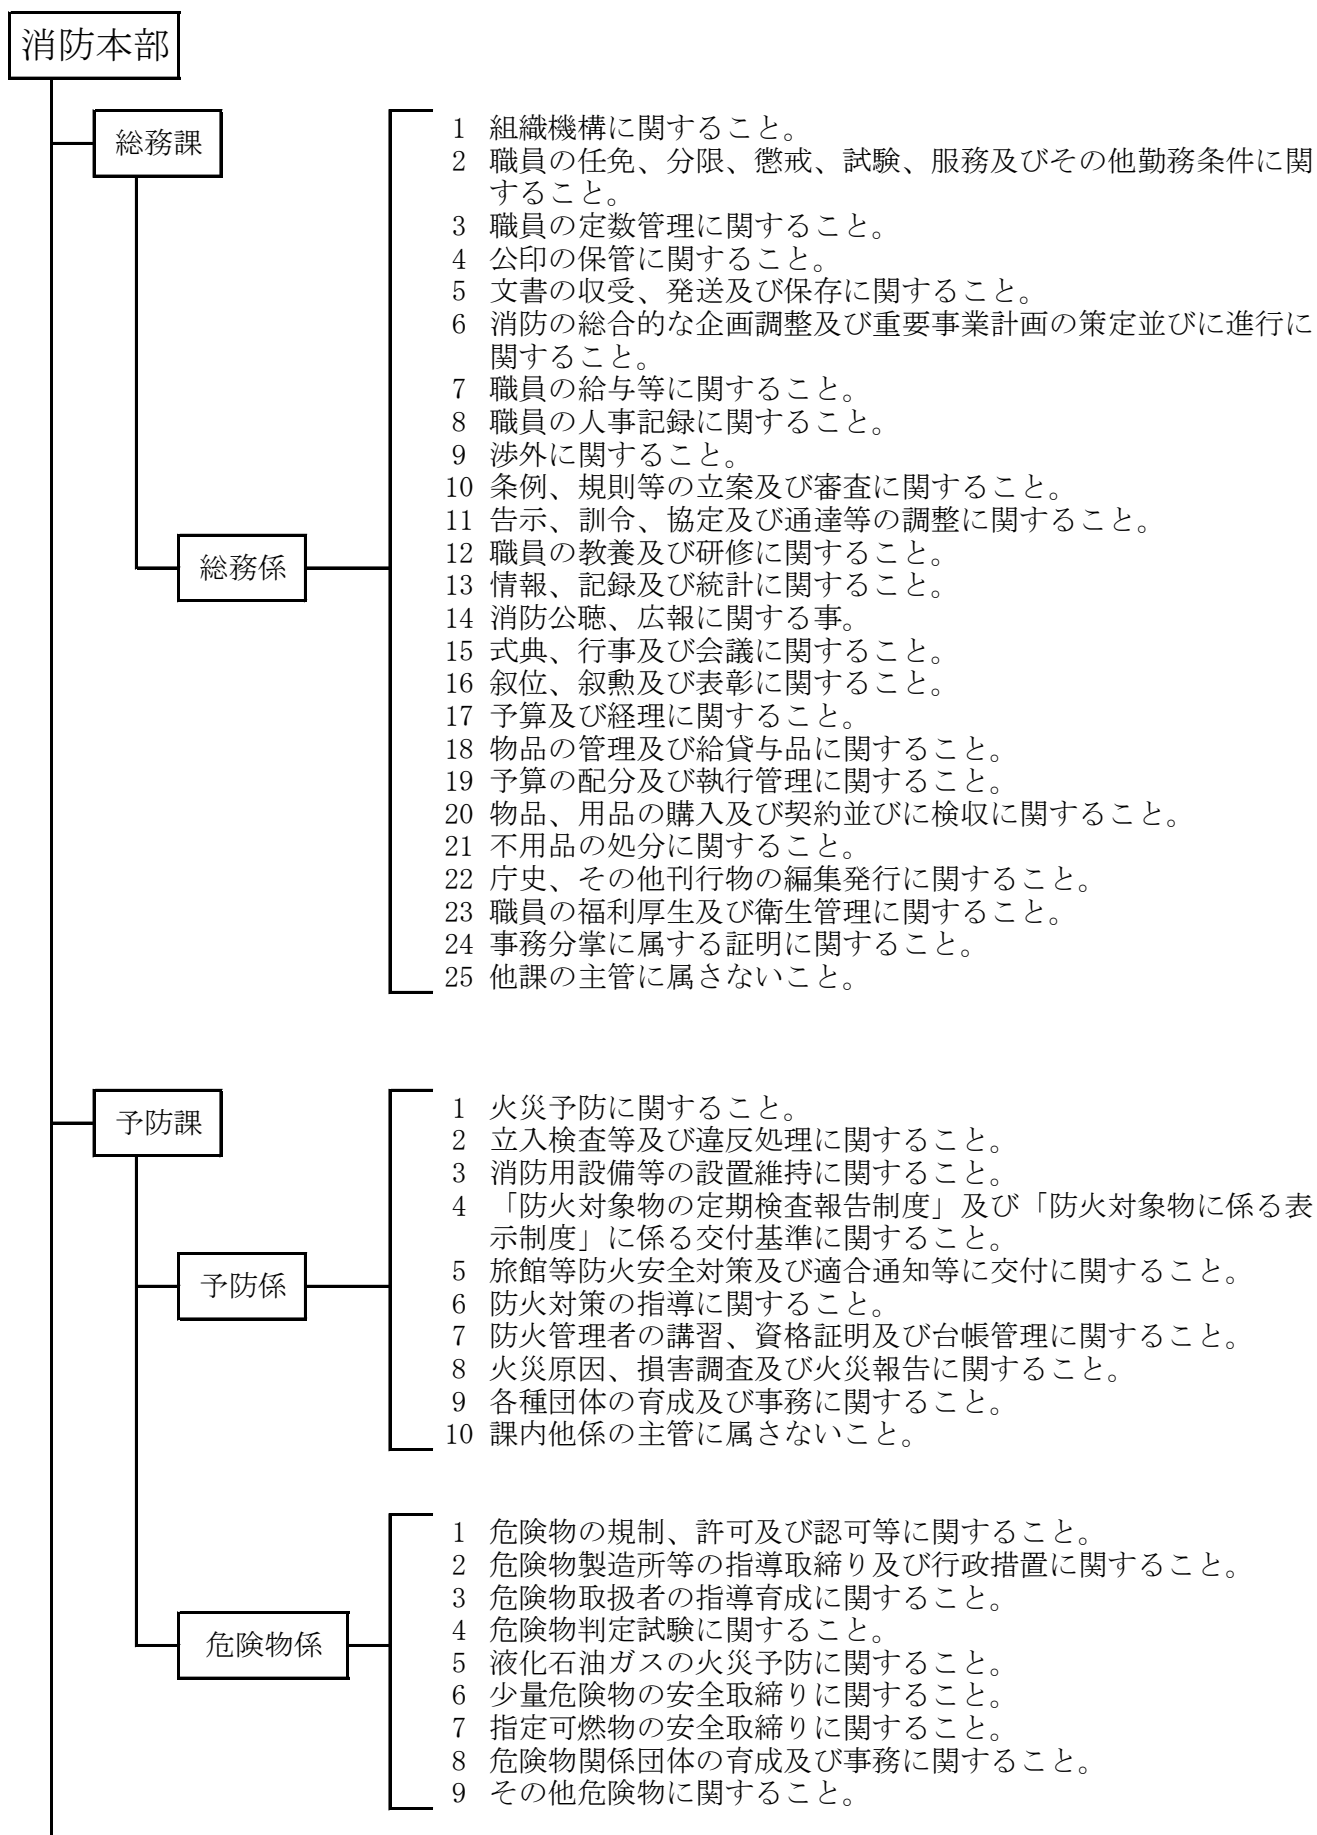 消防本部
総務課
総務係
1 組織機構に関すること。
2 職員の任免、分限、懲戒、試験、服務及びその他勤務条件に関
すること。
3 職員の定数管理に関すること。
4 公印の保管に関すること。
5 文書の収受、発送及び保存に関すること。
6 消防の総合的な企画調整及び重要事業計画の策定並びに進行に
関すること。
7 職員の給与等に関すること。
8 職員の人事記録に関すること。
9 渉外に関すること。
10 条例、規則等の立案及び審査に関すること。
11 告示、訓令、協定及び通達等の調整に関すること。
12 職員の教養及び研修に関すること。
13 情報、記録及び統計に関すること。
14 消防公聴、広報に関する事。
15 式典、行事及び会議に関すること。
16 叙位、叙勲及び表彰に関すること。
17 予算及び経理に関すること。
18 物品の管理及び給貸与品に関すること。
19 予算の配分及び執行管理に関すること。
20 物品、用品の購入及び契約並びに検収に関すること。
21 不用品の処分に関すること。
22 庁史、その他刊行物の編集発行に関すること。
23 職員の福利厚生及び衛生管理に関すること。
24 事務分掌に属する証明に関すること。
25 他課の主管に属さないこと。
予防課
予防係
1 火災予防に関すること。
2 立入検査等及び違反処理に関すること。
3 消防用設備等の設置維持に関すること。
4 「防火対象物の定期検査報告制度」及び「防火対象物に係る表
示制度」に係る交付基準に関すること。
5 旅館等防火安全対策及び適合通知等に交付に関すること。
6 防火対策の指導に関すること。
7 防火管理者の講習、資格証明及び台帳管理に関すること。
8 火災原因、損害調査及び火災報告に関すること。
9 各種団体の育成及び事務に関すること。
10 課内他係の主管に属さないこと。
危険物係
1 危険物の規制、許可及び認可等に関すること。
2 危険物製造所等の指導取締り及び行政措置に関すること。
3 危険物取扱者の指導育成に関すること。
4 危険物判定試験に関すること。
5 液化石油ガスの火災予防に関すること。
6 少量危険物の安全取締りに関すること。
7 指定可燃物の安全取締りに関すること。
8 危険物関係団体の育成及び事務に関すること。
9 その他危険物に関すること。